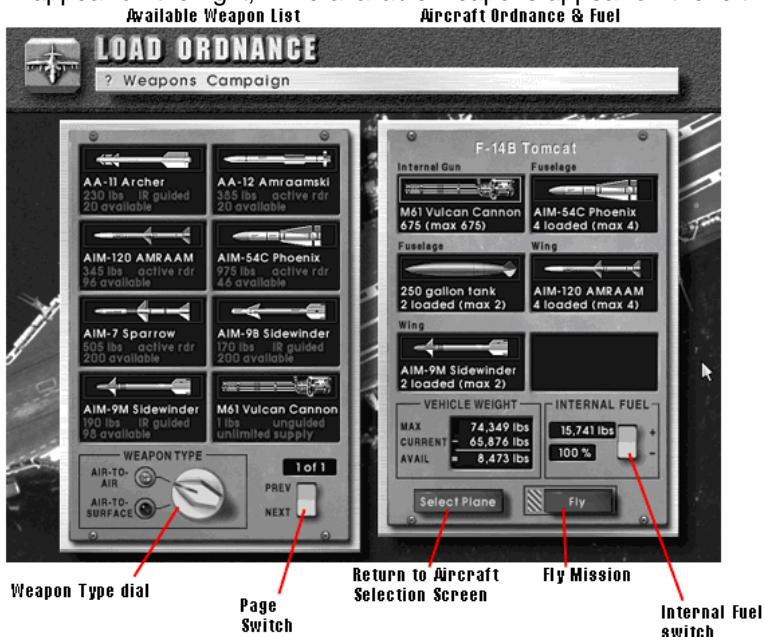 Available Weapon List
Aircraft Ordnance & Fuel
LOAD ORDNANCE
? Weapons Campaign
AA-11 Archer
230 lbs IR guided
20 available
AA-12 Amraamski
385 lbs active rdr
20 available
AIM-120 AMRAAM
345 lbs active rdr
96 available
AIM-54C Phoenix
975 lbs active rdr
46 available
AIM-7 Sparrow
505 lbs active rdr
200 available
AIM-9B Sidewinder
170 lbs IR guided
200 available
AIM-9M Sidewinder
190 lbs IR guided
98 available
M61 Vulcan Cannon
1 lbs unguided
unlimited supply
WEAPON TYPE
AIR-TO-
AIR
AIR-TO-
SURFACE
1 of 1
PREV
NEXT
F-14B Tomcat
Internal Gun
M61 Vulcan Cannon
675 (max 675)
Fuselage
AIM-54C Phoenix
4 loaded (max 4)
Fuselage
250 gallon tank
2 loaded (max 2)
Wing
AIM-120 AMRAAM
4 loaded (max 4)
Wing
AIM-9M Sidewinder
2 loaded (max 2)
VEHICLE WEIGHT
MAX 74,349 lbs
CURRENT - 65,876 lbs
AVAIL = 8,473 lbs
INTERNAL FUEL
15,741 lbs +
100 % -
Select Plane
Fly
Weapon Type dial
Page
Switch
Return to Aircraft
Selection Screen
Fly Mission
Internal Fuel
switch